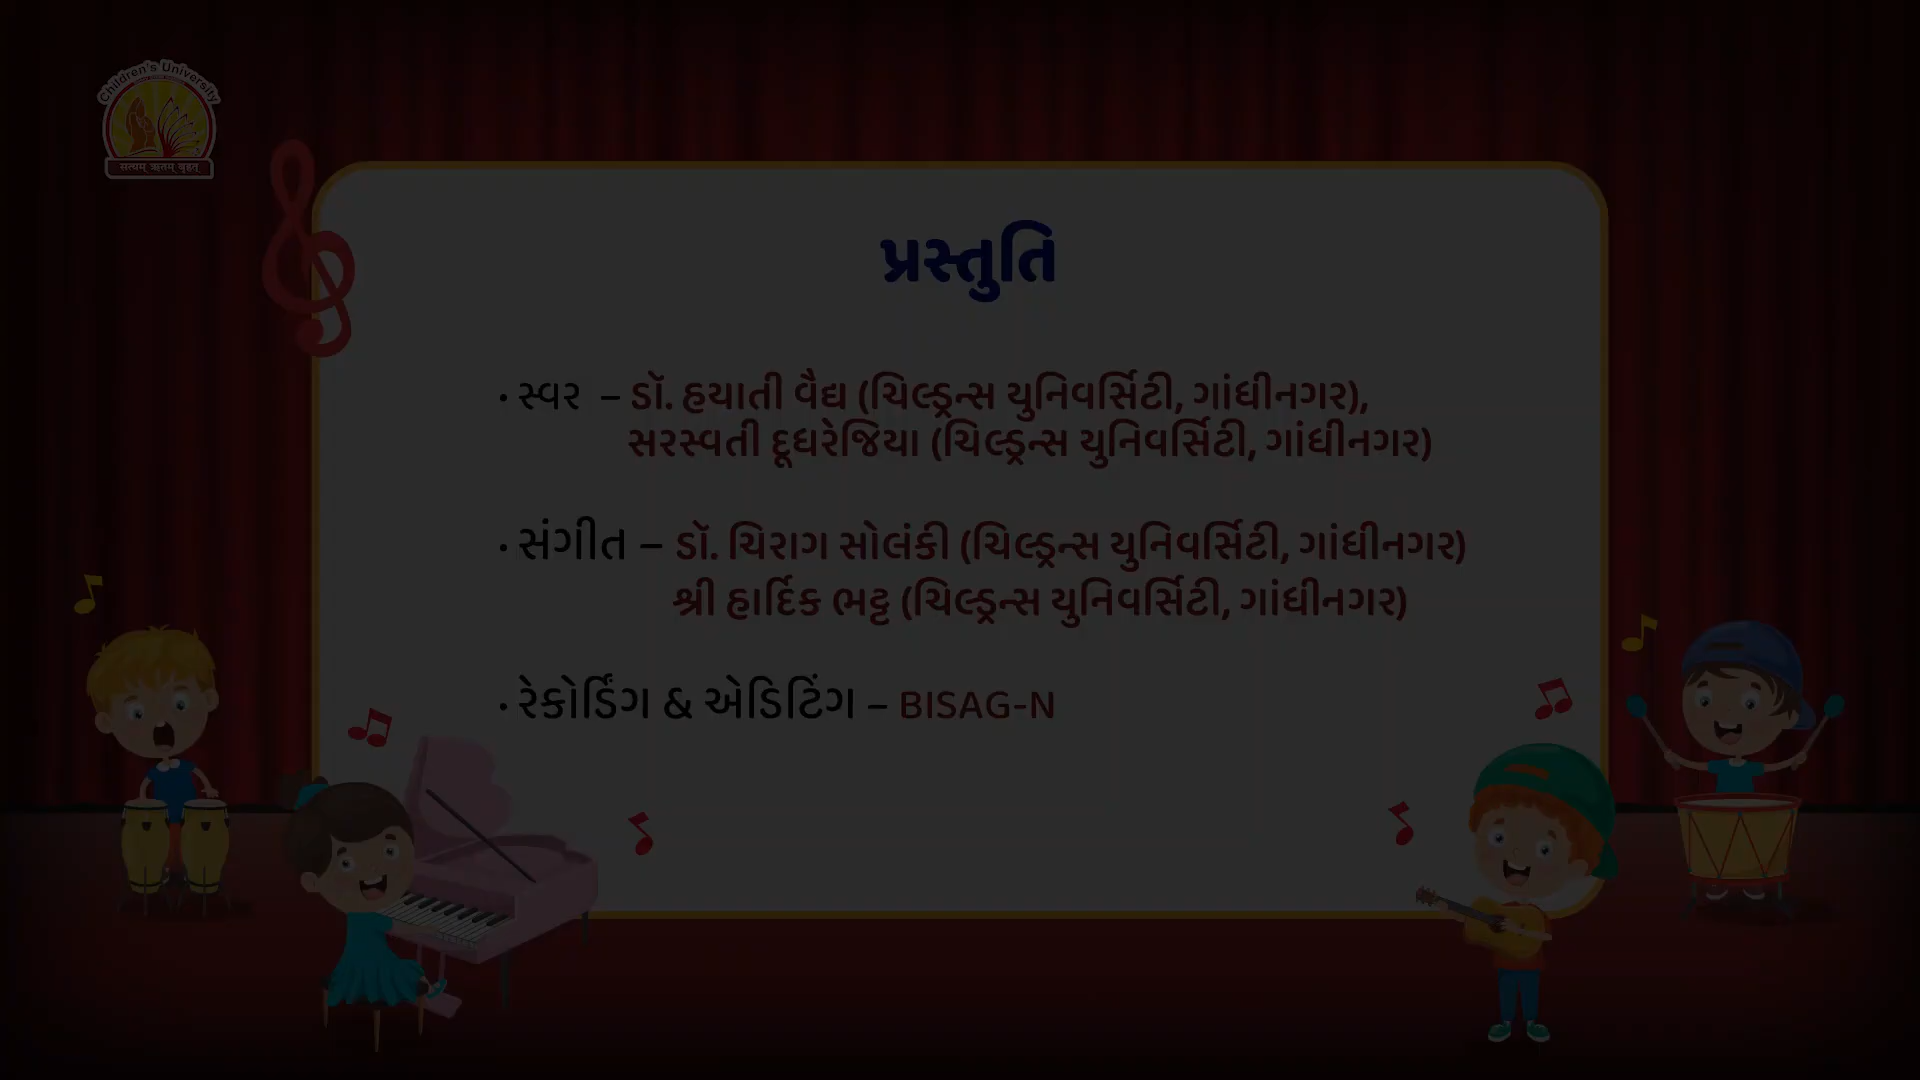 Children's University
सत्यम् ऋतम् बृहत्
પ્રસ્તુતિ
• સ્વર – ડૉ. હયાતી વૈદ્ય (ચિલ્ડ્રન્સ યુનિવર્સિટી, ગાંધીનગર),
સરસ્વતી દૂધરેજિયા (ચિલ્ડ્રન્સ યુનિવર્સિટી, ગાંધીનગર)
• સંગીત – ડૉ. ચિરાગ સોલંકી (ચિલ્ડ્રન્સ યુનિવર્સિટી, ગાંધીનગર)
શ્રી હાર્દિક ભટ્ટ (ચિલ્ડ્રન્સ યુનિવર્સિટી, ગાંધીનગર)
• રેકોર્ડિંગ & એડિટિંગ – BISAG-N